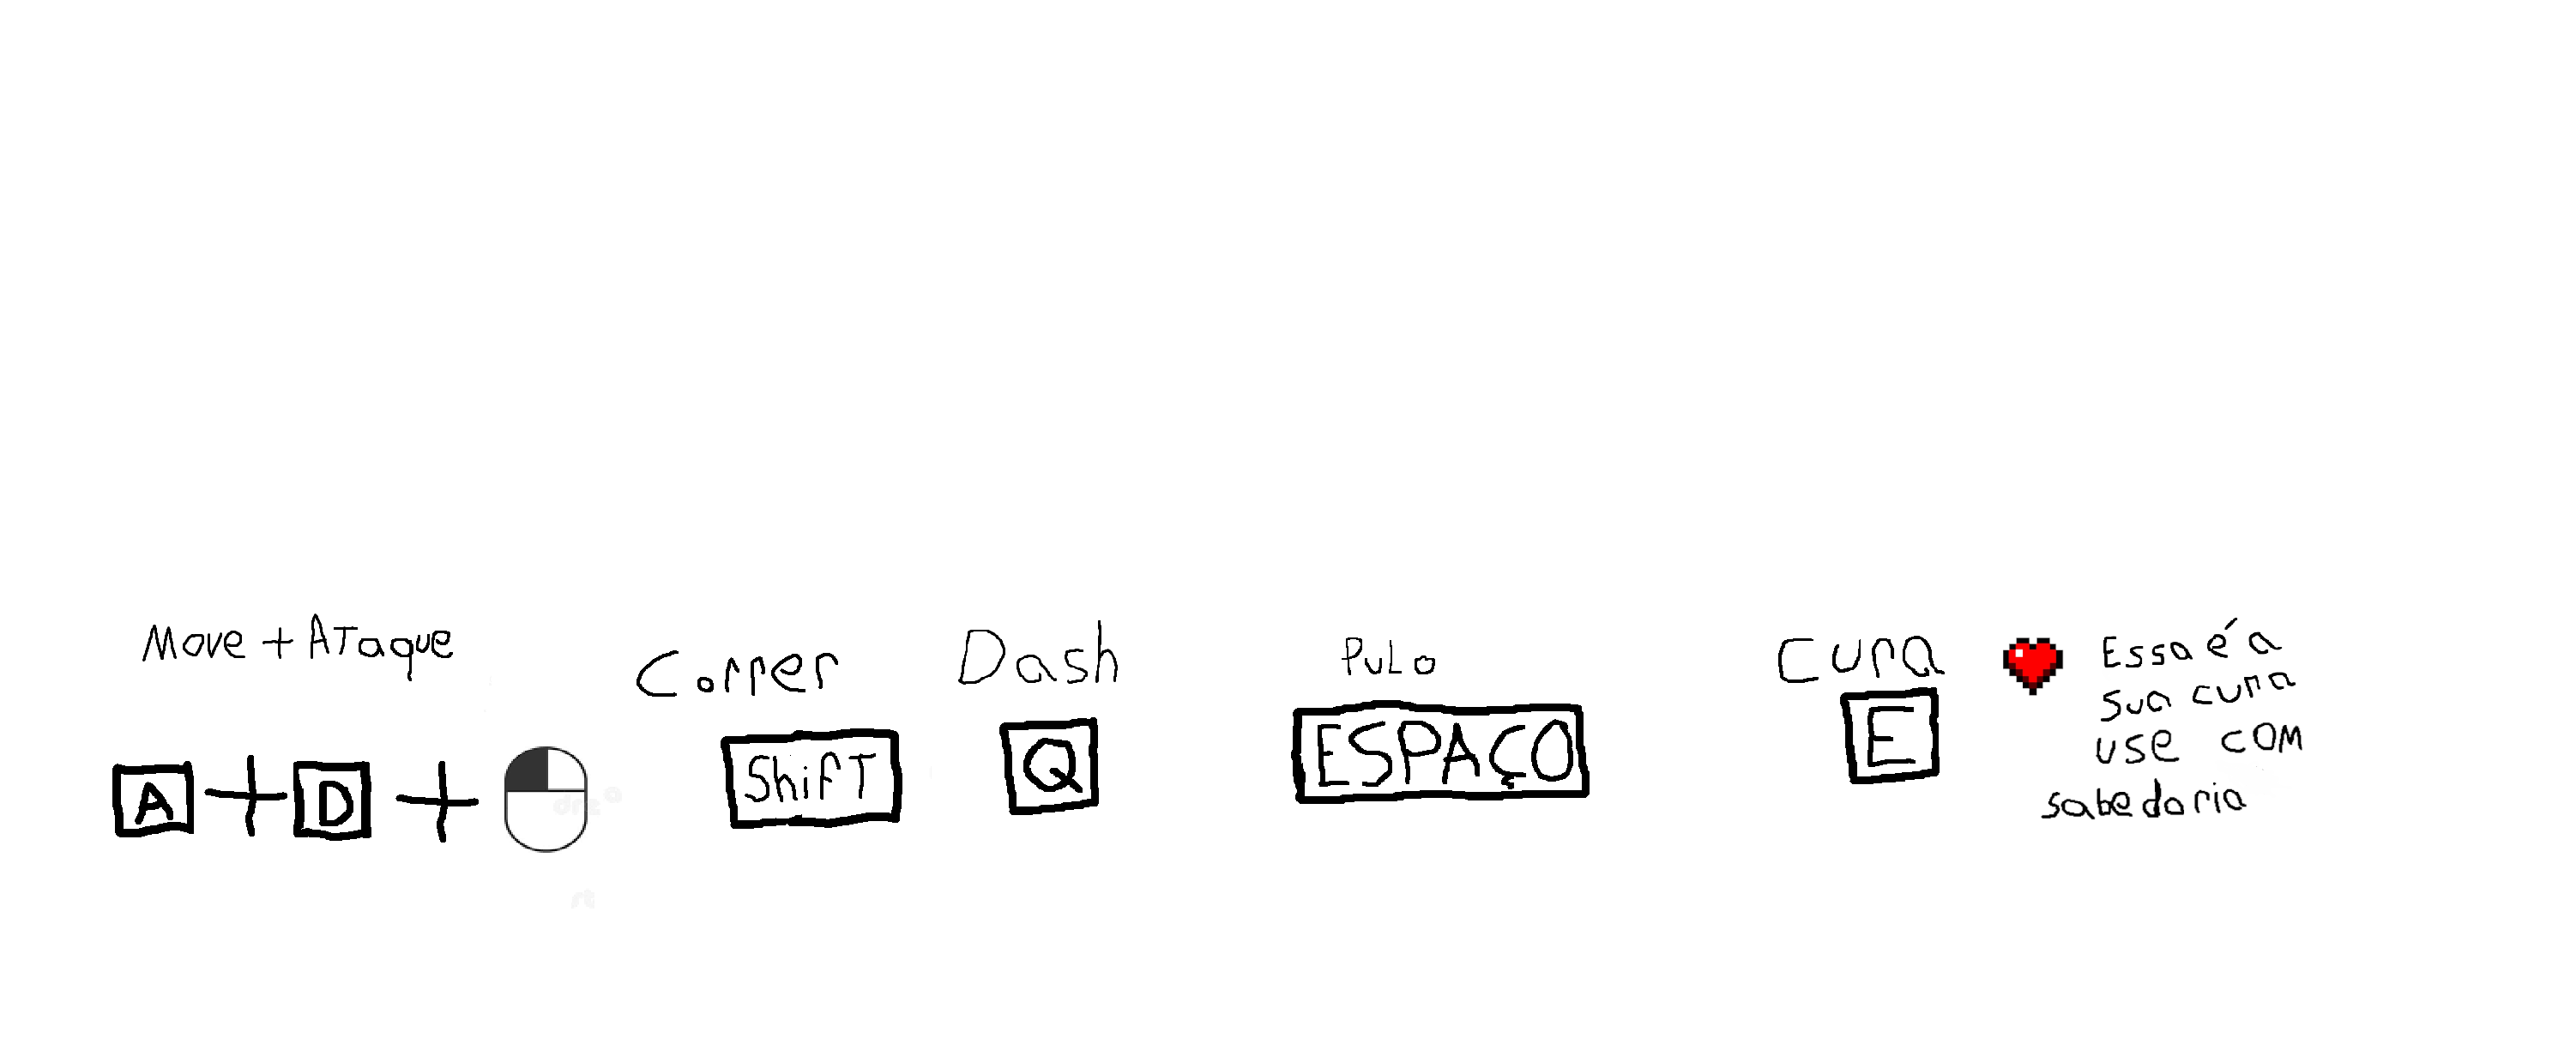 Move + ATaque
A + D +
Correr
ShifT
Dash
Q
PuLo
ESPAÇO
Cura
E
Essa é a
sua cura
use com
sabedoria